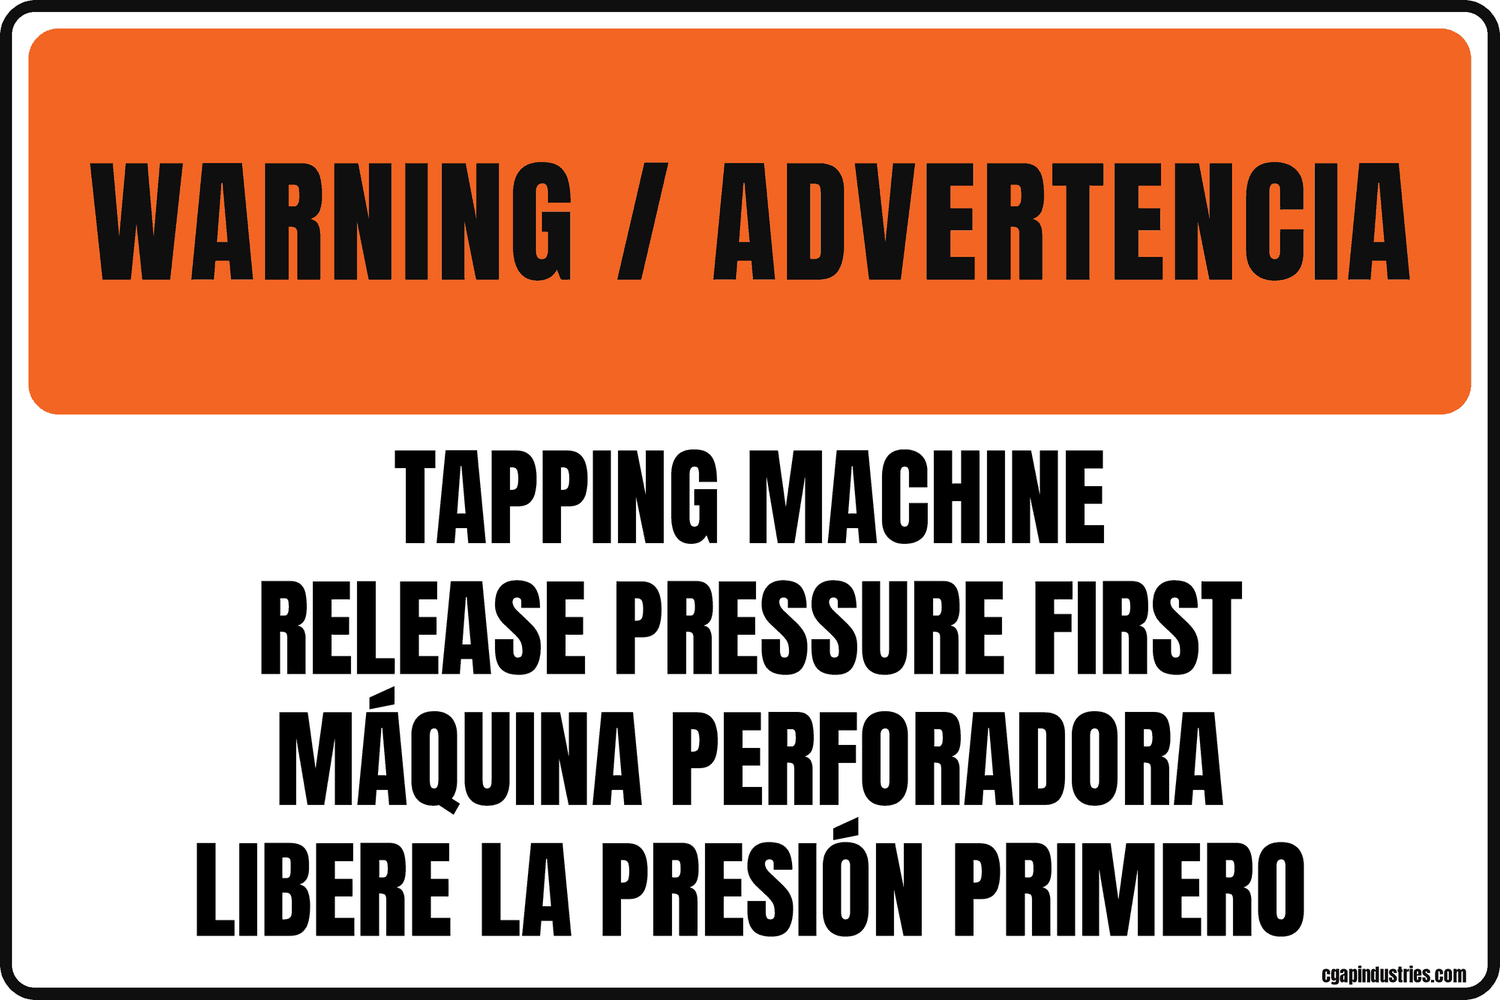 WARNING / ADVERTENCIA
TAPPING MACHINE
RELEASE PRESSURE FIRST
MÁQUINA PERFORADORA
LIBERE LA PRESIÓN PRIMERO
cgapindustries.com